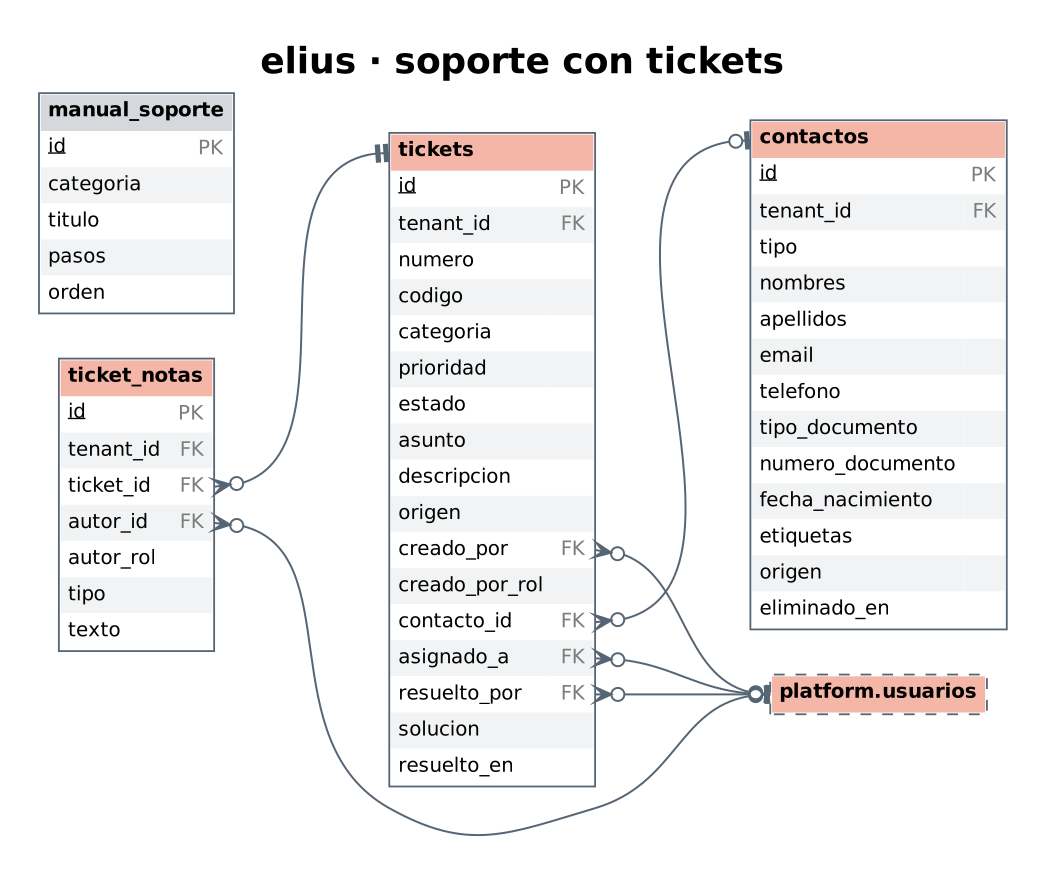 elius · soporte con tickets
manual_soporte
id PK
categoria
titulo
pasos
orden
ticket_notas
id PK
tenant_id FK
ticket_id FK
autor_id FK
autor_rol
tipo
texto
tickets
id PK
tenant_id FK
numero
codigo
categoria
prioridad
estado
asunto
descripcion
origen
creado_por FK
creado_por_rol
contacto_id FK
asignado_a FK
resuelto_por FK
solucion
resuelto_en
contactos
id PK
tenant_id FK
tipo
nombres
apellidos
email
telefono
tipo_documento
numero_documento
fecha_nacimiento
etiquetas
origen
eliminado_en
platform.usuarios